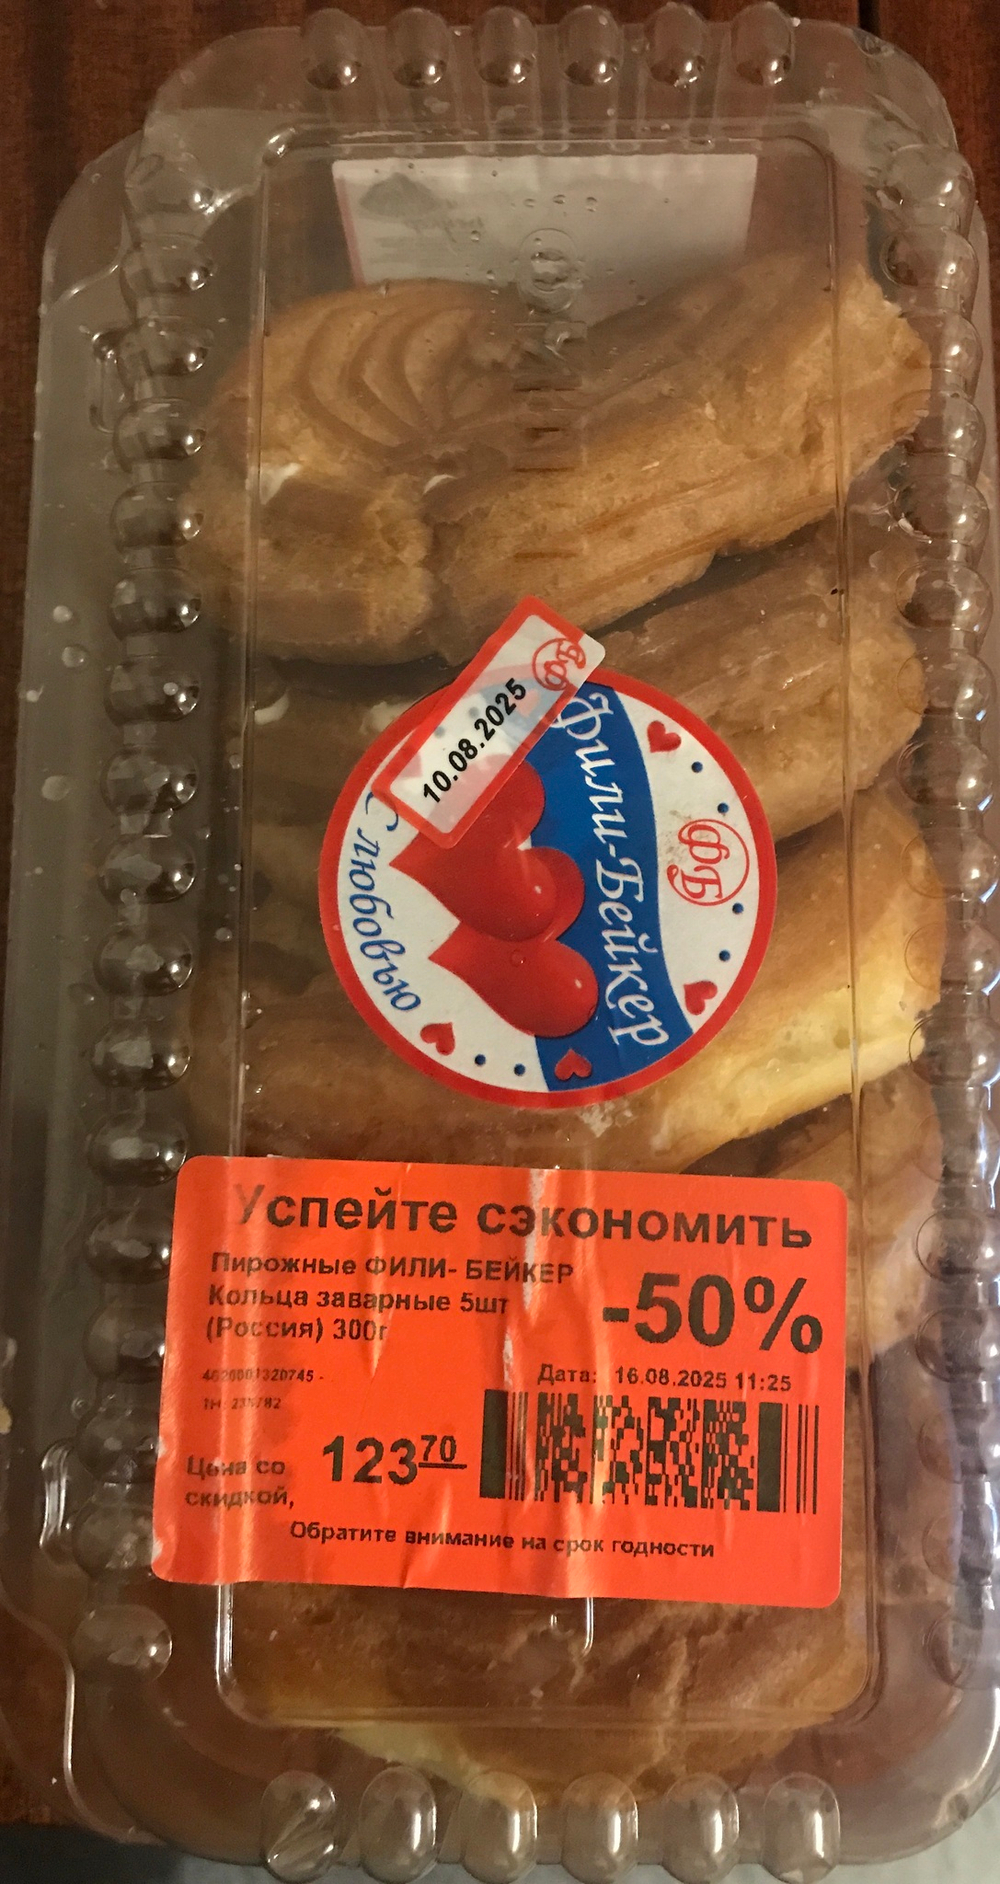 10.08.2025
ФБ
Фили-Бейкер
ФБ
С любовью
Успейте сэкономить
Пирожные ФИЛИ- БЕЙКЕР
Кольца заварные 5шт
(Россия) 300г
-50%
Дата: 16.08.2025 11:25
Цена со
скидкой,
123 70
Обратите внимание на срок годности